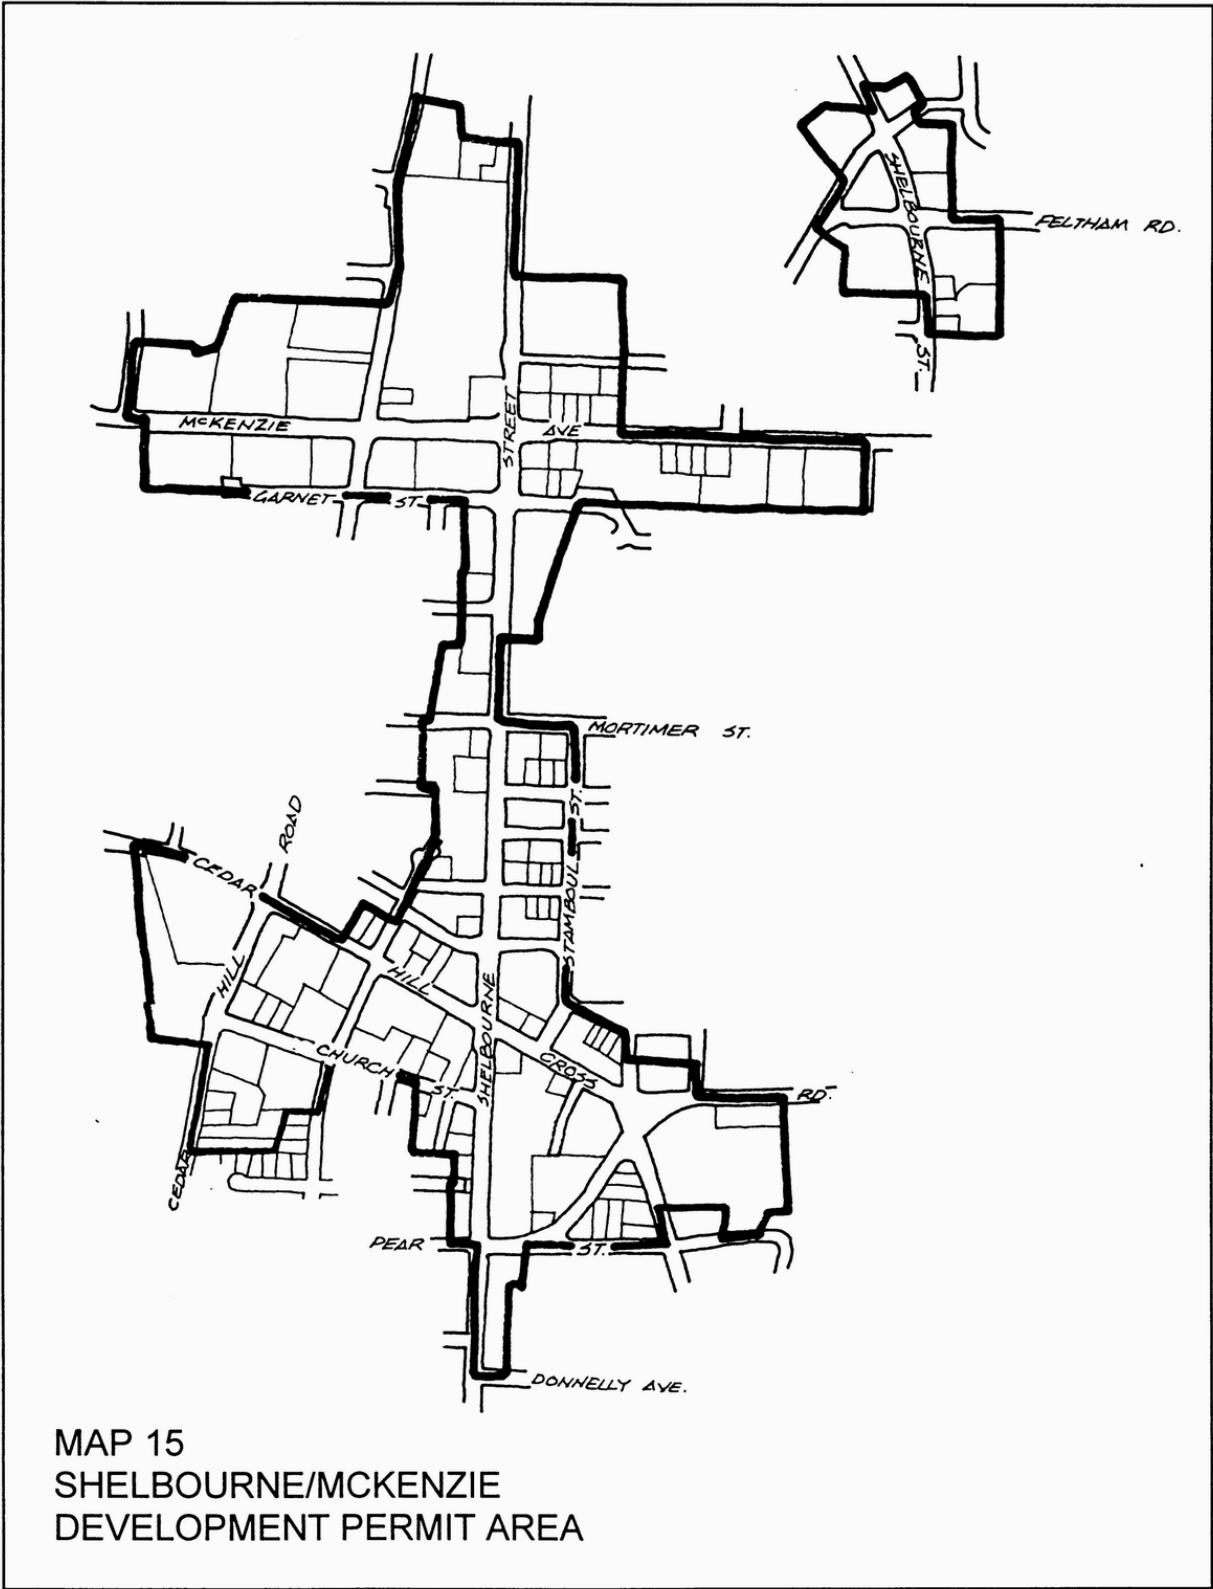 SHELBOURNE ST.
FELTHAM RD.
McKENZIE AVE
STREET
GARNET ST.
MORTIMER ST.
STAMBOUL ST.
ROAD
CEDAR HILL CROSS RD.
HILL
SHELBOURNE
CHURCH ST.
CEDAR
PEAR ST.
DONNELLY AVE.
MAP 15
SHELBOURNE/MCKENZIE
DEVELOPMENT PERMIT AREA